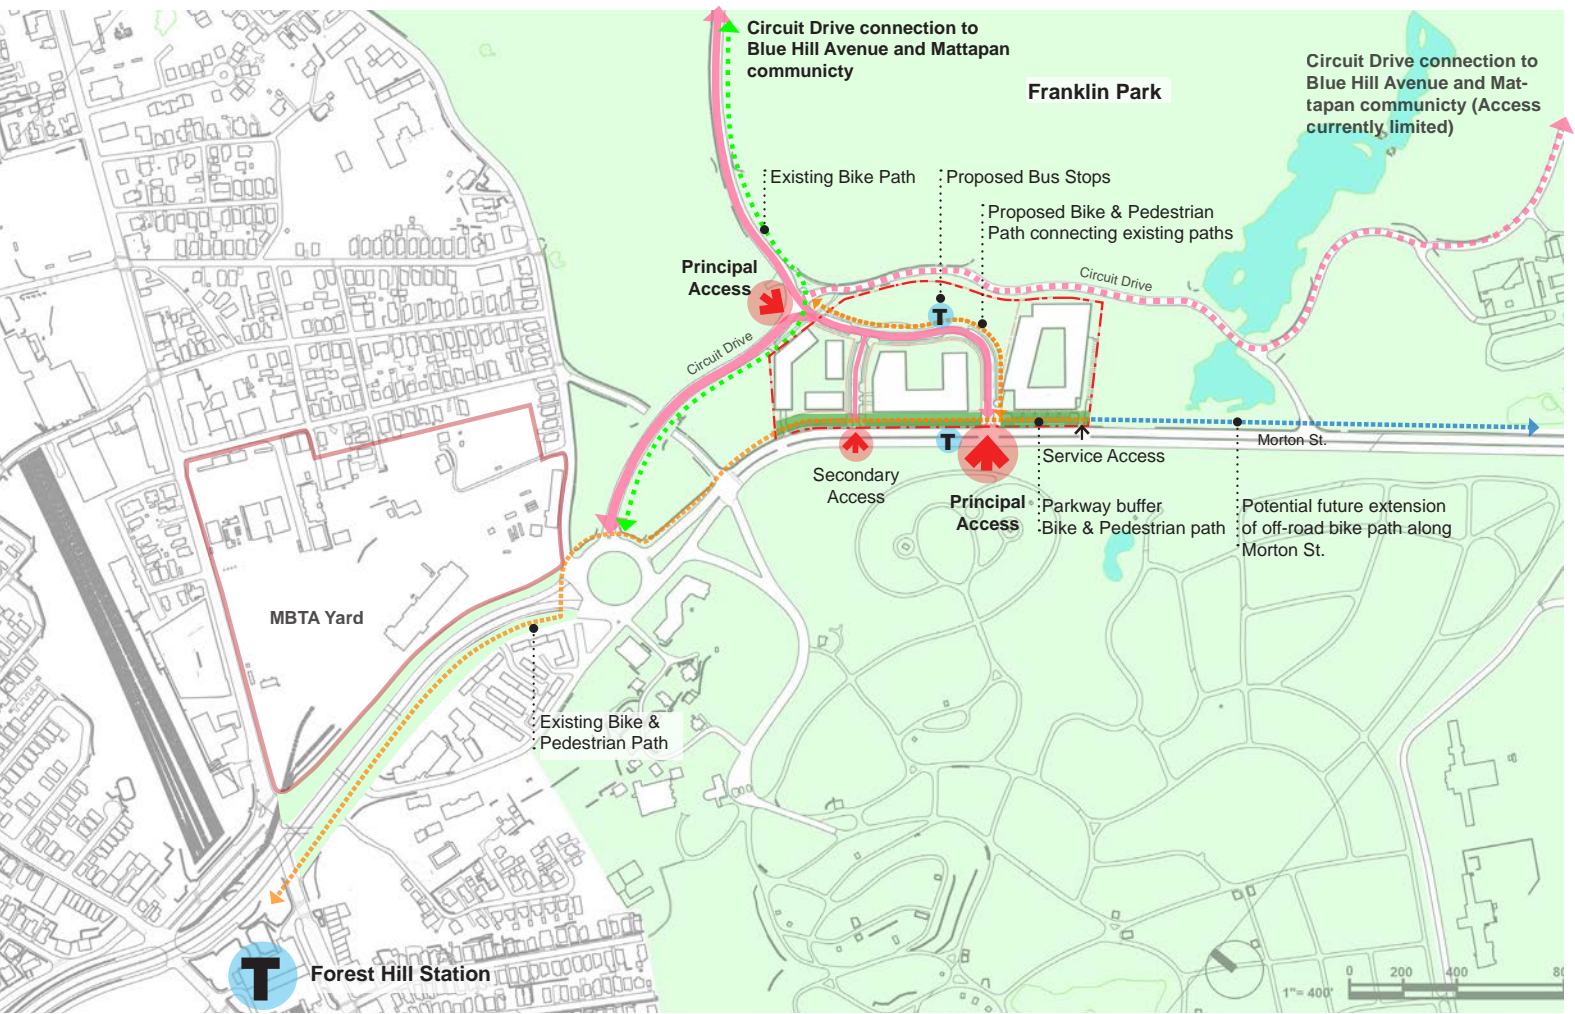 Circuit Drive connection to
Blue Hill Avenue and Mattapan
communicty
Franklin Park
Circuit Drive connection to
Blue Hill Avenue and Mat-
tapan communicty (Access
currently limited)
Existing Bike Path
Proposed Bus Stops
Proposed Bike & Pedestrian
Path connecting existing paths
Principal
Access
Circuit Drive
T
Circuit Drive
Morton St.
T
Secondary
Access
Service Access
Principal
Access
Parkway buffer
Bike & Pedestrian path
Potential future extension
of off-road bike path along
Morton St.
MBTA Yard
Existing Bike &
Pedestrian Path
T
Forest Hill Station
1"= 400'
0 200 400 80